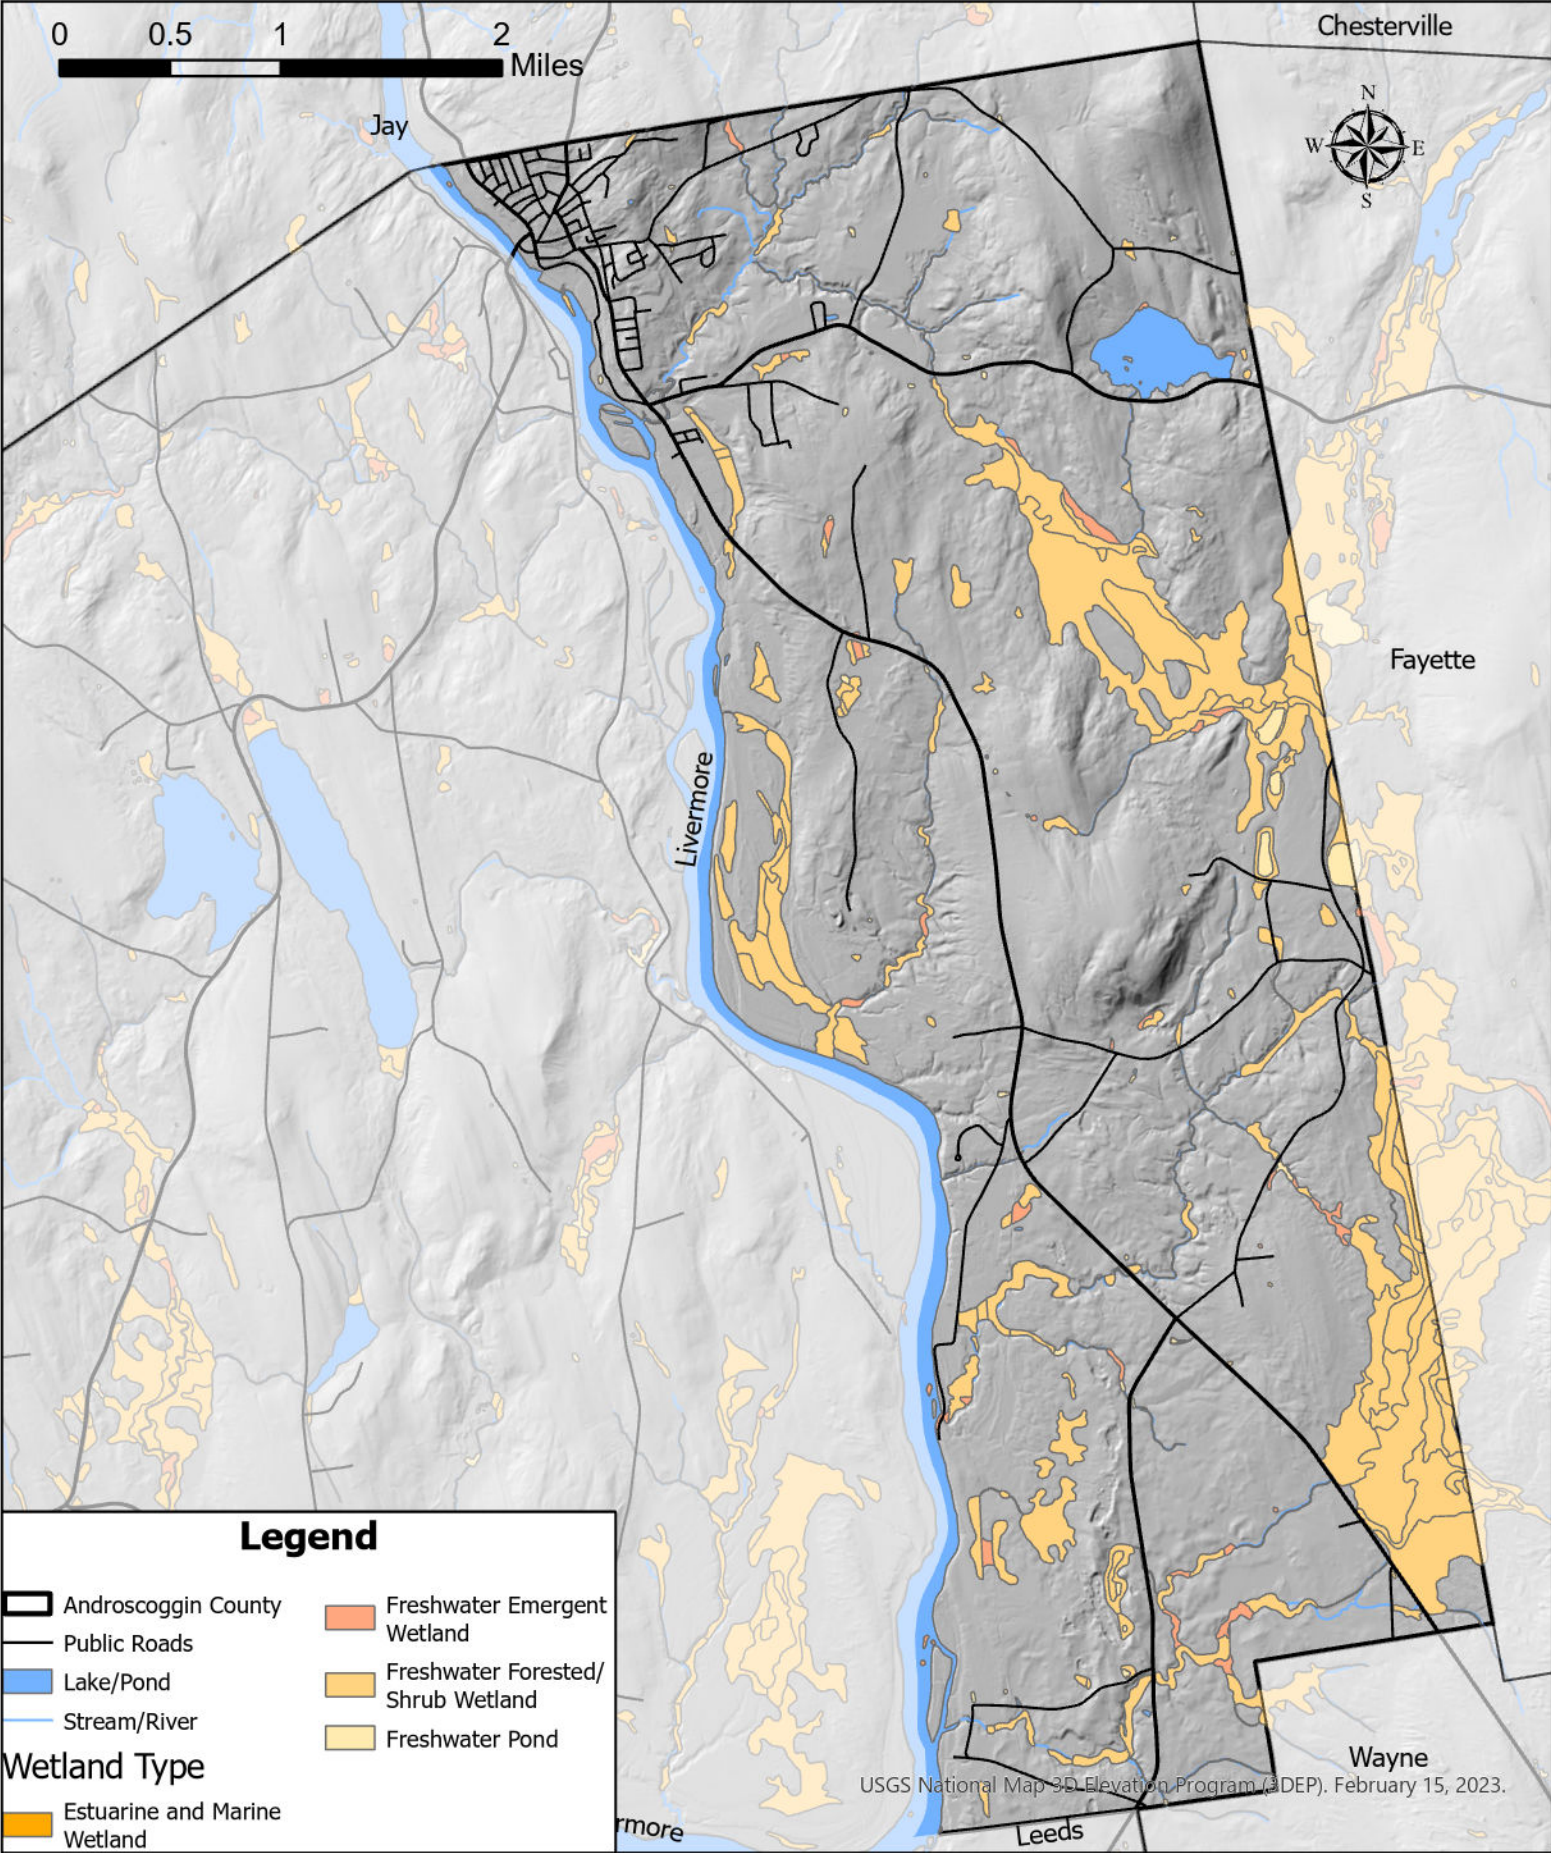 0 0.5 1 2
Miles
Chesterville
Jay
N
W E
S
Fayette
Livermore
Legend
Androscoggin County
Public Roads
Lake/Pond
Stream/River
Wetland Type
Estuarine and Marine
Wetland
Freshwater Emergent
Wetland
Freshwater Forested/
Shrub Wetland
Freshwater Pond
Wayne
USGS National Map 3D Elevation Program (3DEP). February 15, 2023.
rmore
Leeds